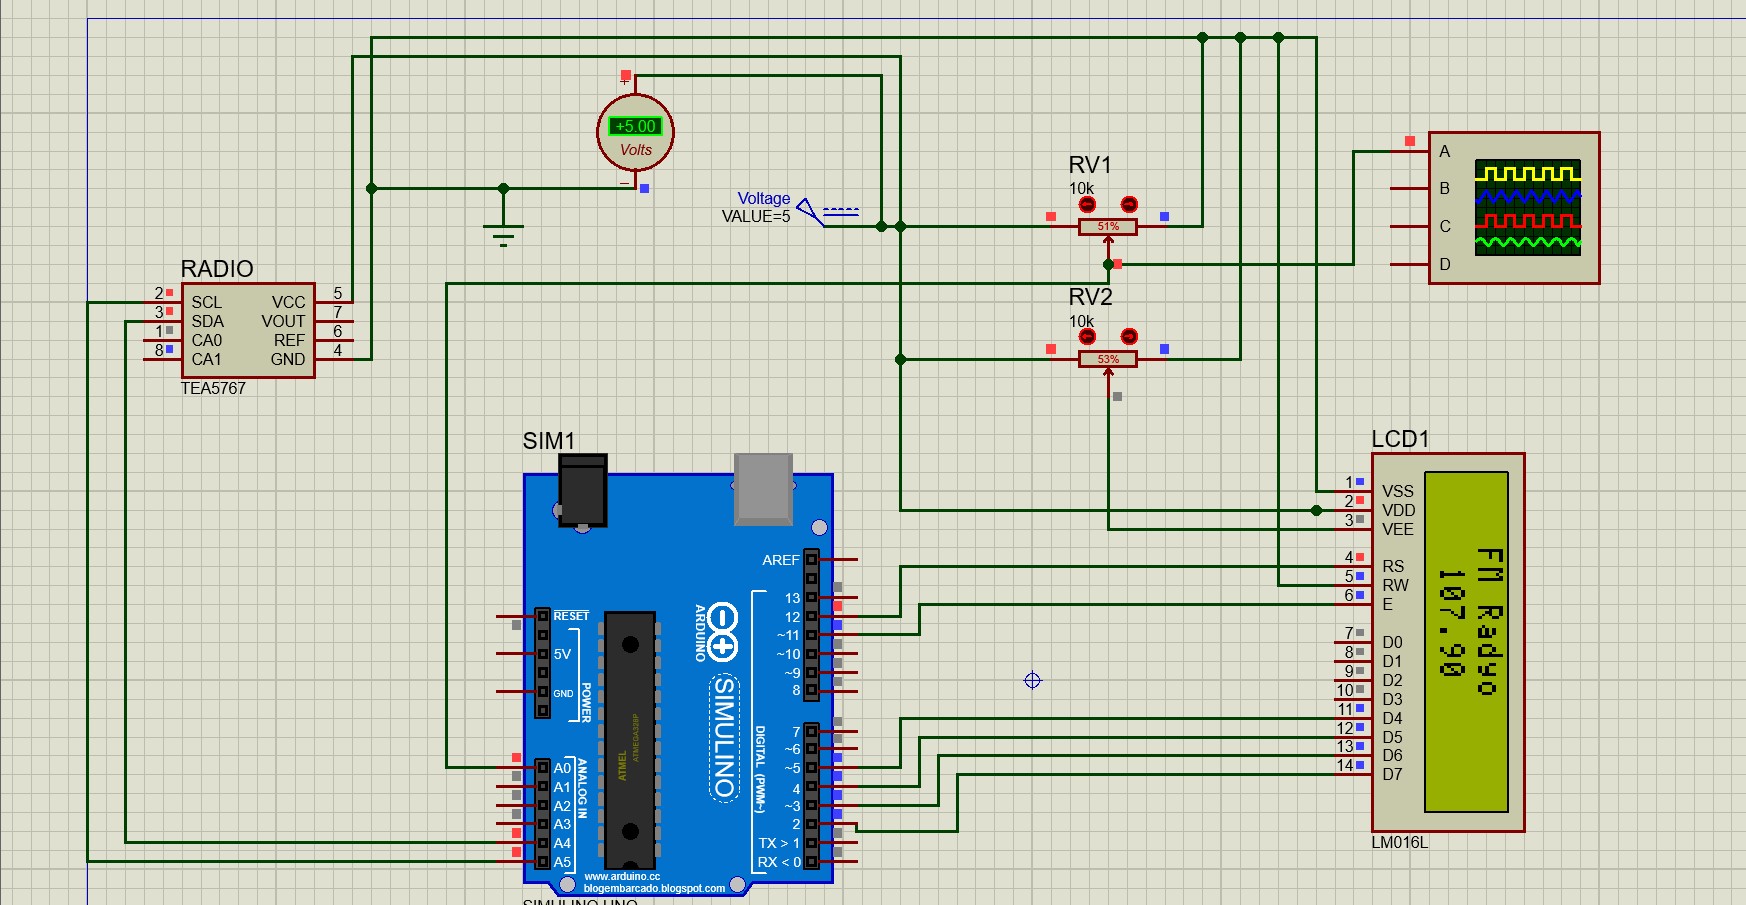 +
+5.00
Volts
−
Voltage
VALUE=5
RV1
10k
51%
RV2
10k
53%
A
B
C
D
RADIO
2 SCL VCC 5
3 SDA VOUT 7
1 CA0 REF 6
8 CA1 GND 4
TEA5767
SIM1
AREF
13
12
~11
~10
~9
8
7
~6
~5
4
~3
2
TX > 1
RX < 0
RESET
5V
GND
POWER
A0
A1
A2
A3
A4
A5
ANALOG IN
ARDUINO
SIMULINO
DIGITAL (PWM~)
ATMEL
ATMEGA328P
www.arduino.cc
blogembarcado.blogspot.com
SIMULINO UNO
LCD1
1 VSS
2 VDD
3 VEE
4 RS
5 RW
6 E
7 D0
8 D1
9 D2
10 D3
11 D4
12 D5
13 D6
14 D7
FM Radyo
107.90
LM016L